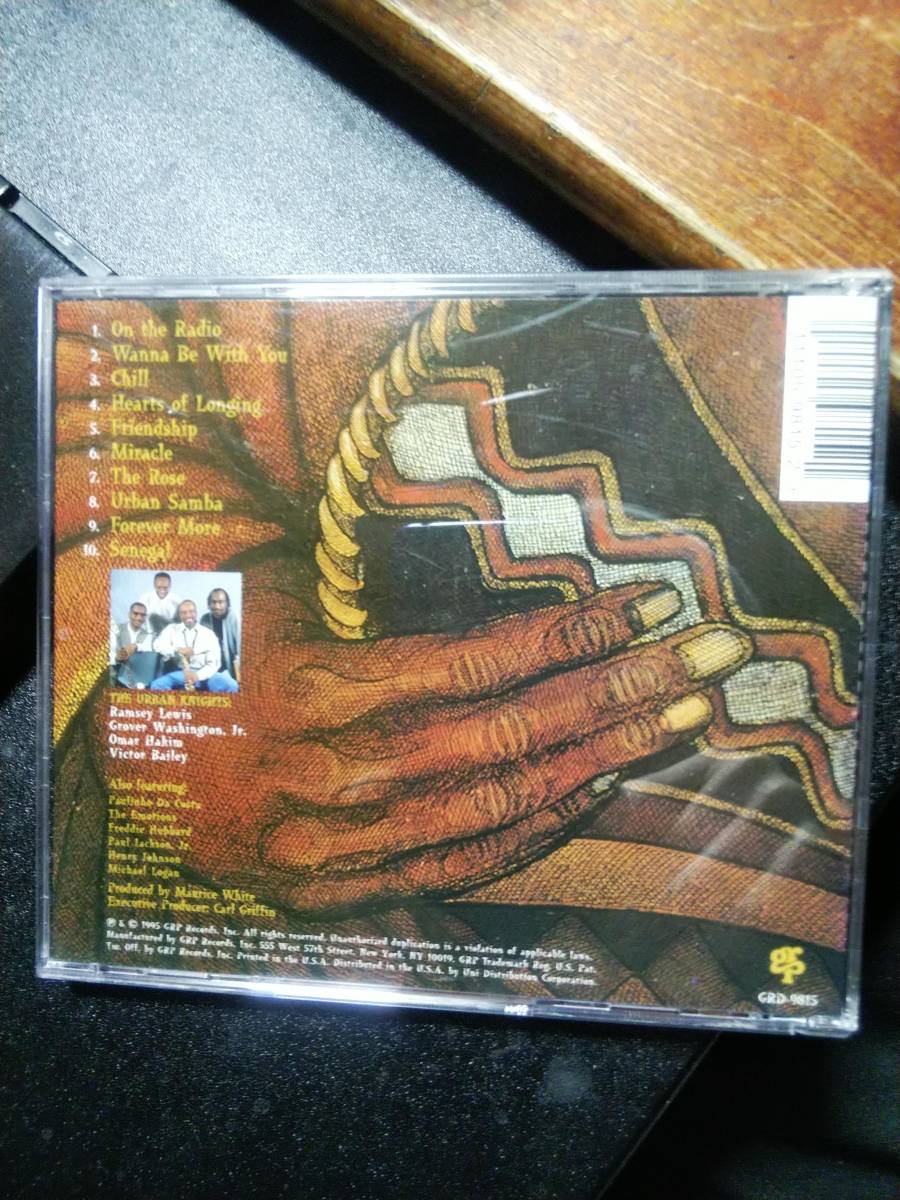 1. On the Radio
2. Wanna Be With You
3. Chill
4. Hearts of Longing
5. Friendship
6. Miracle
7. The Rose
8. Urban Samba
9. Forever More
10. Senegal
THE URBAN KNIGHTS:
Ramsey Lewis
Grover Washington, Jr.
Omar Hakim
Victor Bailey
Also featuring:
Paulinho Da Costa
The Emotions
Freddie Hubbard
Paul Jackson, Jr.
Henry Johnson
Michael Logan
Produced by Maurice White
Executive Producer: Carl Griffin
℗ & © 1995 GRP Records, Inc. All rights reserved. Unauthorized duplication is a violation of applicable laws.
Manufactured by GRP Records, Inc. 555 West 57th Street, New York, NY 10019. GRP Trademark Reg. U.S. Pat.
Tm. Off. by GRP Records, Inc. Printed in the U.S.A. Distributed in the U.S.A. by Uni Distribution Corporation.
grp
GRD-9815